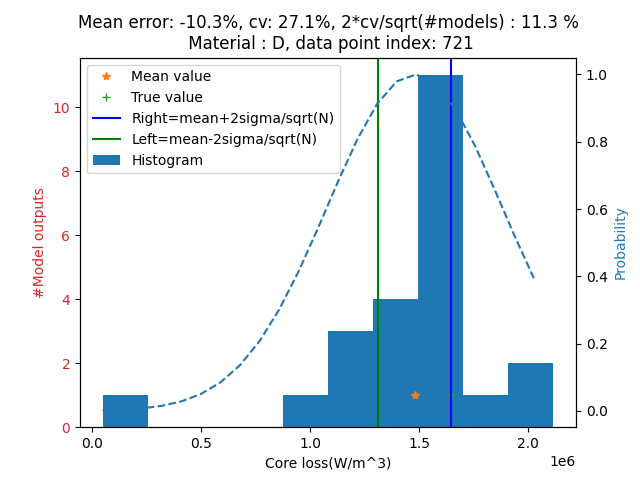 Mean error: -10.3%, cv: 27.1%, 2*cv/sqrt(#models) : 11.3 %
Material : D, data point index: 721
Mean value
True value
Right=mean+2sigma/sqrt(N)
Left=mean-2sigma/sqrt(N)
Histogram
#Model outputs
10
8
6
4
2
0
1.0
0.8
0.6
0.4
0.2
0.0
Probability
0.0 0.5 1.0 1.5 2.0
1e6
Core loss(W/m^3)